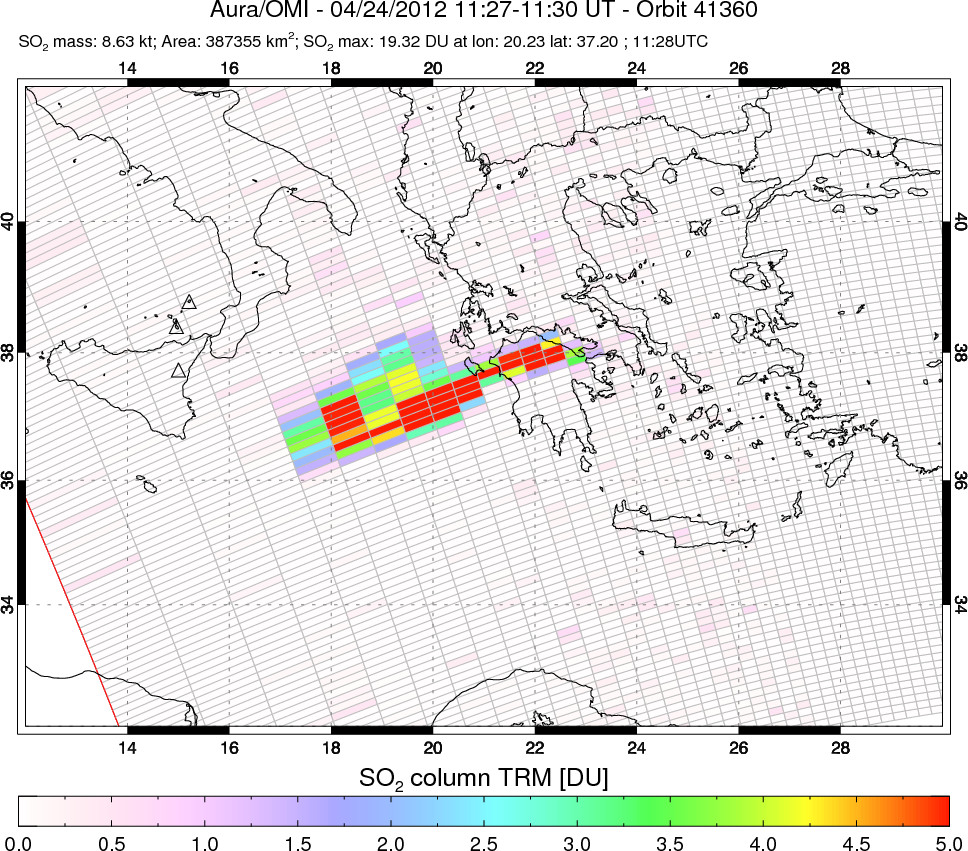 Aura/OMI - 04/24/2012 11:27-11:30 UT - Orbit 41360
SO₂ mass: 8.63 kt; Area: 387355 km²; SO₂ max: 19.32 DU at lon: 20.23 lat: 37.20 ; 11:28UTC
14 16 18 20 22 24 26 28
40 40
38 38
36 36
34 34
14 16 18 20 22 24 26 28
SO₂ column TRM [DU]
0.0 0.5 1.0 1.5 2.0 2.5 3.0 3.5 4.0 4.5 5.0